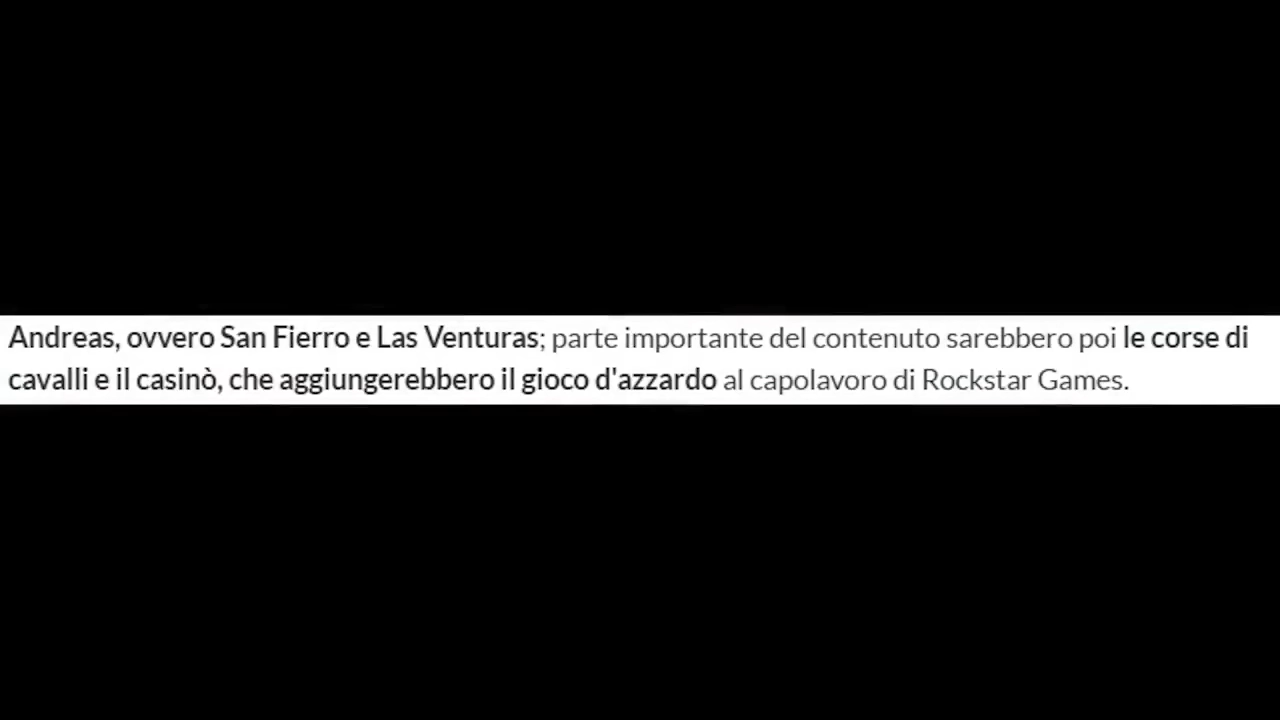 Andreas, ovvero San Fierro e Las Venturas; parte importante del contenuto sarebbero poi le corse di
cavalli e il casinò, che aggiungerebbero il gioco d'azzardo al capolavoro di Rockstar Games.